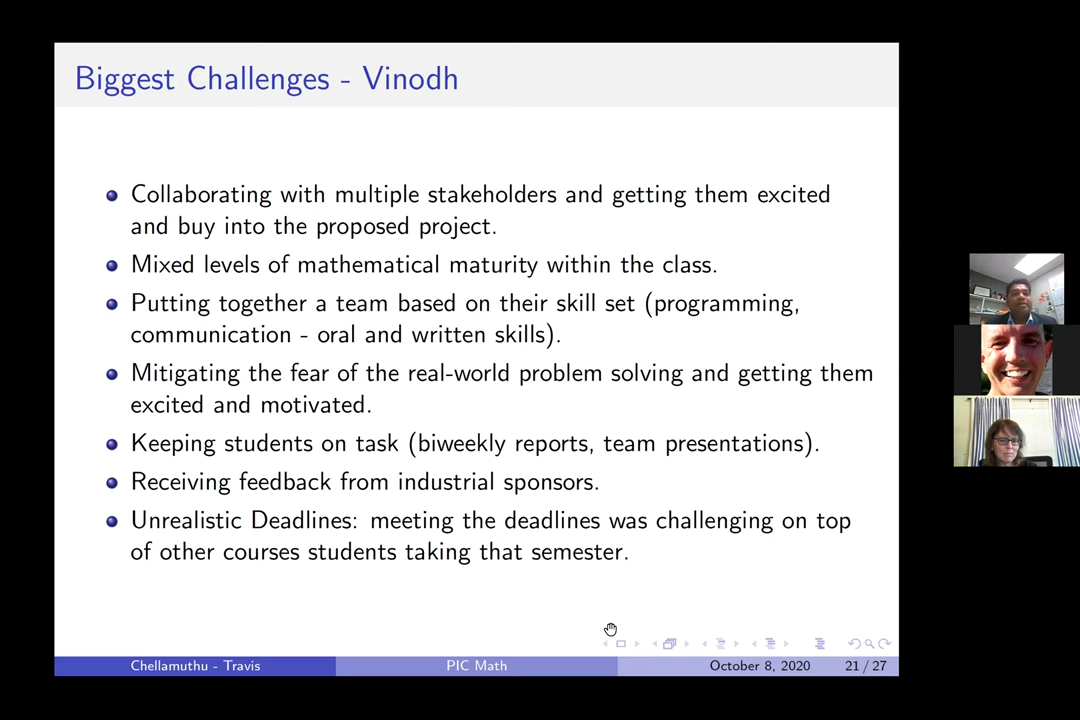 Biggest Challenges - Vinodh
Collaborating with multiple stakeholders and getting them excited
and buy into the proposed project.
Mixed levels of mathematical maturity within the class.
Putting together a team based on their skill set (programming,
communication - oral and written skills).
Mitigating the fear of the real-world problem solving and getting them
excited and motivated.
Keeping students on task (biweekly reports, team presentations).
Receiving feedback from industrial sponsors.
Unrealistic Deadlines: meeting the deadlines was challenging on top
of other courses students taking that semester.
Chellamuthu - Travis PIC Math October 8, 2020 21 / 27